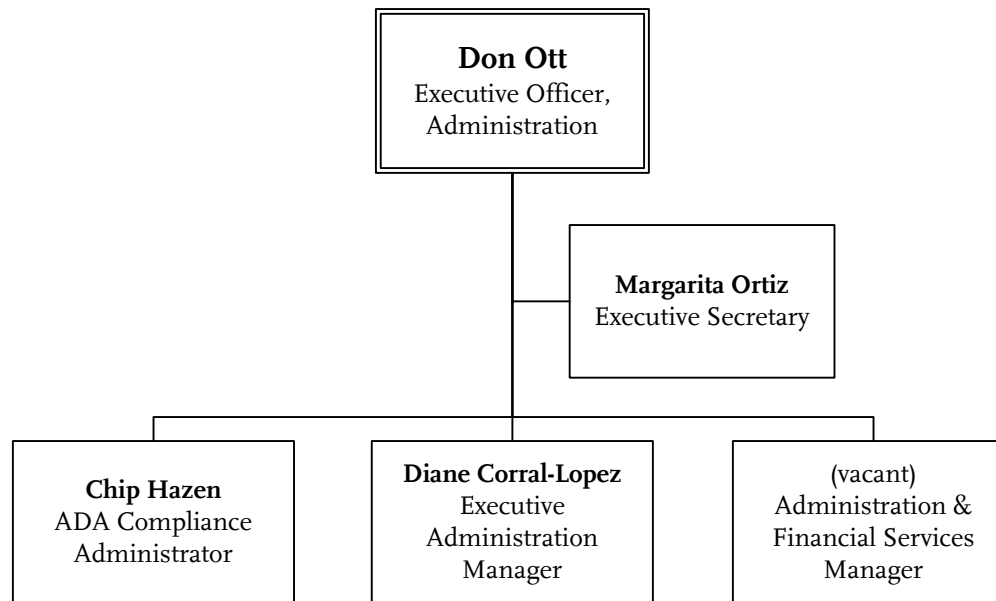 Don Ott
Executive Officer,
Administration
Margarita Ortiz
Executive Secretary
Chip Hazen
ADA Compliance
Administrator
Diane Corral-Lopez
Executive
Administration
Manager
(vacant)
Administration &
Financial Services
Manager